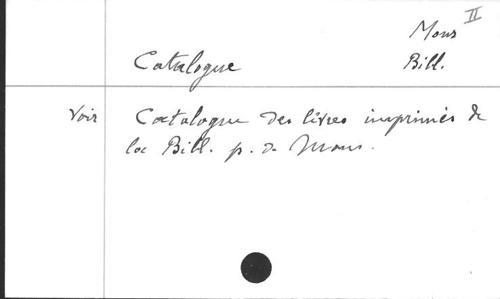 II
Mons
Catalogue Bibl.
Voir Catalogue des livres imprimés de
la Bibl. p. de Mons.